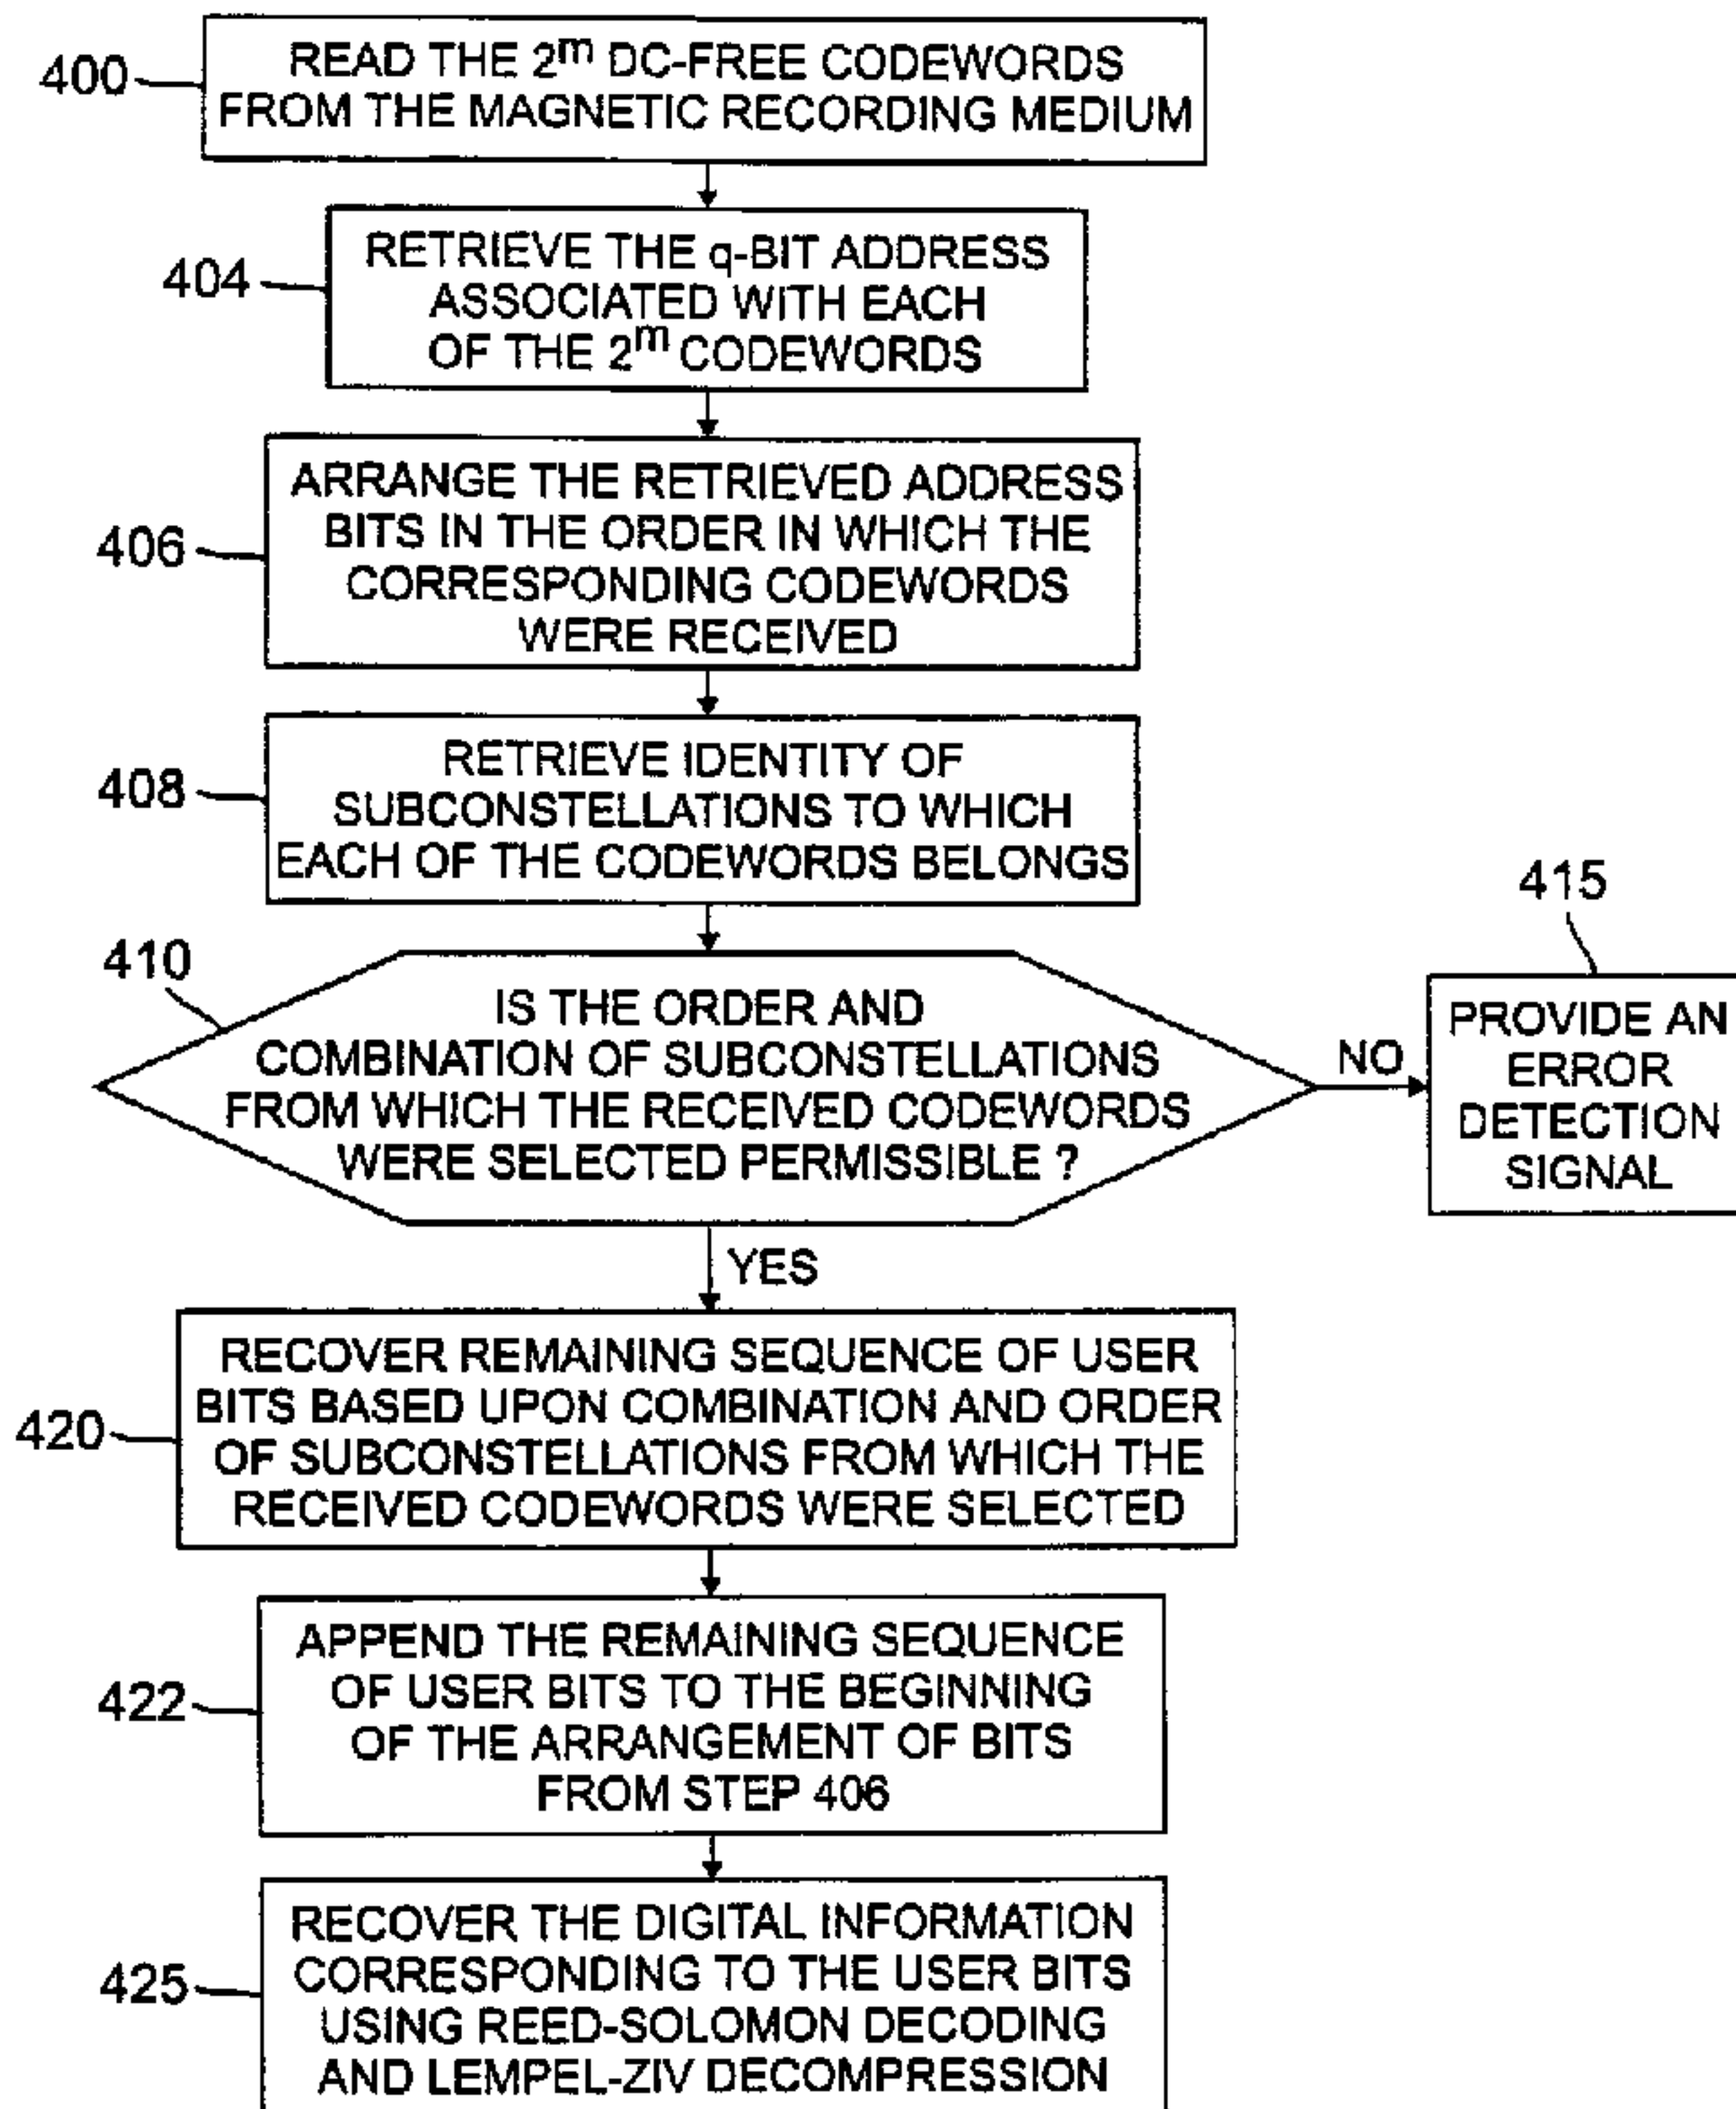 400
READ THE 2^m DC-FREE CODEWORDS
FROM THE MAGNETIC RECORDING MEDIUM
404
RETRIEVE THE q-BIT ADDRESS
ASSOCIATED WITH EACH
OF THE 2^m CODEWORDS
406
ARRANGE THE RETRIEVED ADDRESS
BITS IN THE ORDER IN WHICH THE
CORRESPONDING CODEWORDS
WERE RECEIVED
408
RETRIEVE IDENTITY OF
SUBCONSTELLATIONS TO WHICH
EACH OF THE CODEWORDS BELONGS
410
IS THE ORDER AND
COMBINATION OF SUBCONSTELLATIONS
FROM WHICH THE RECEIVED CODEWORDS
WERE SELECTED PERMISSIBLE ?
NO
415
PROVIDE AN
ERROR
DETECTION
SIGNAL
YES
420
RECOVER REMAINING SEQUENCE OF USER
BITS BASED UPON COMBINATION AND ORDER
OF SUBCONSTELLATIONS FROM WHICH THE
RECEIVED CODEWORDS WERE SELECTED
422
APPEND THE REMAINING SEQUENCE
OF USER BITS TO THE BEGINNING
OF THE ARRANGEMENT OF BITS
FROM STEP 406
425
RECOVER THE DIGITAL INFORMATION
CORRESPONDING TO THE USER BITS
USING REED-SOLOMON DECODING
AND LEMPEL-ZIV DECOMPRESSION